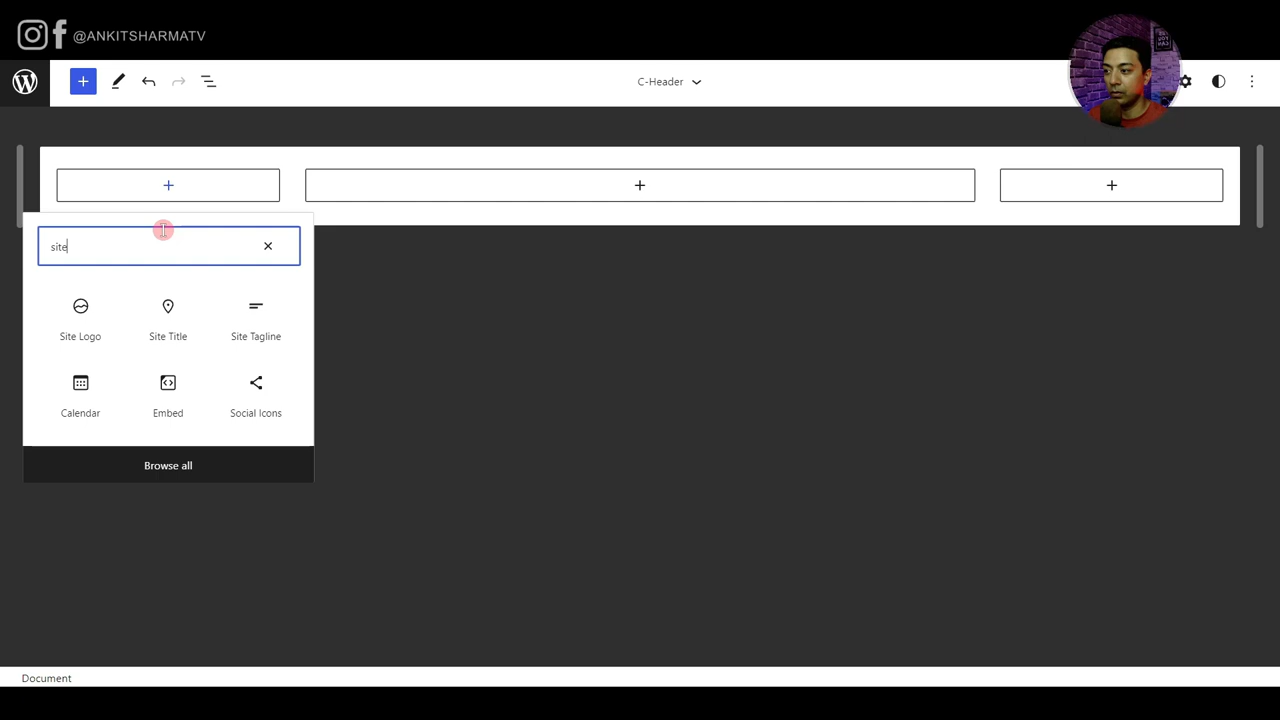 @ANKITSHARMATV
C-Header
site
Site Logo
Site Title
Site Tagline
Calendar
Embed
Social Icons
Browse all
Document